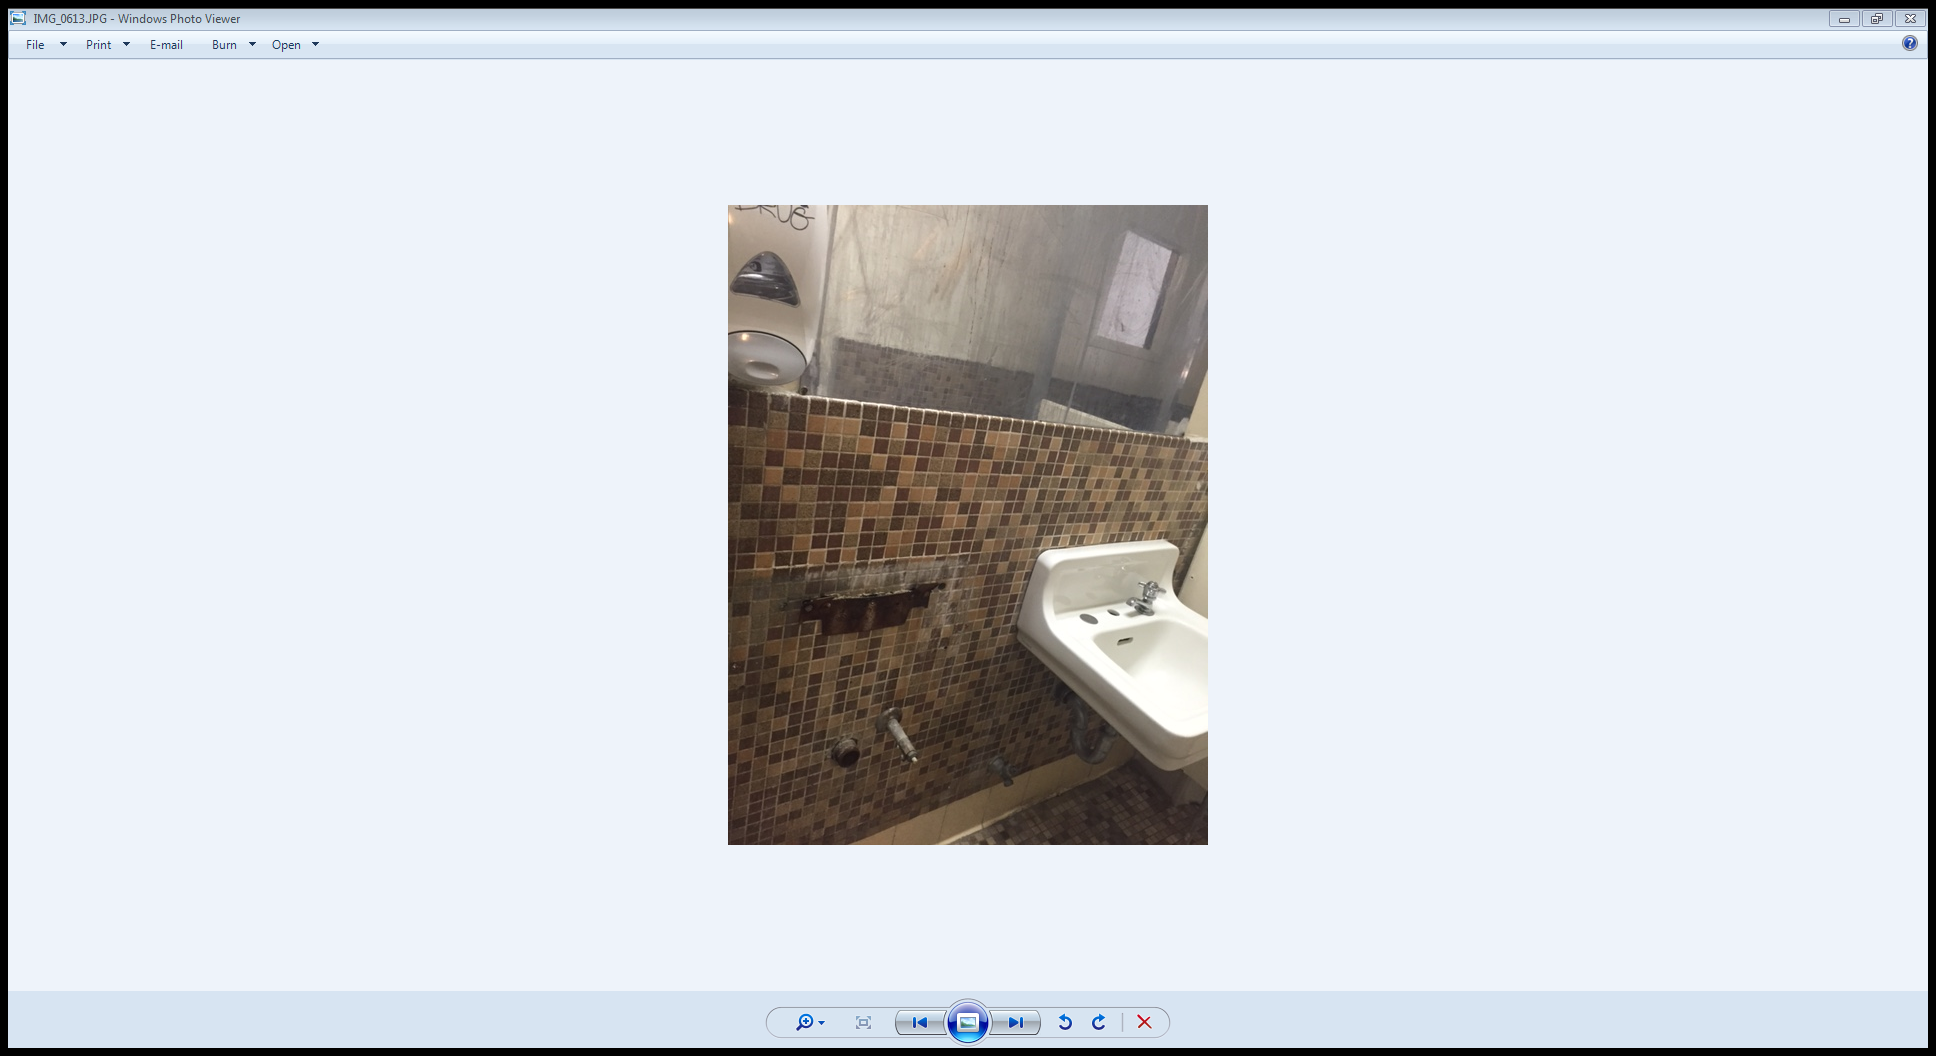 IMG_0613.JPG - Windows Photo Viewer
File Print E-mail Burn Open